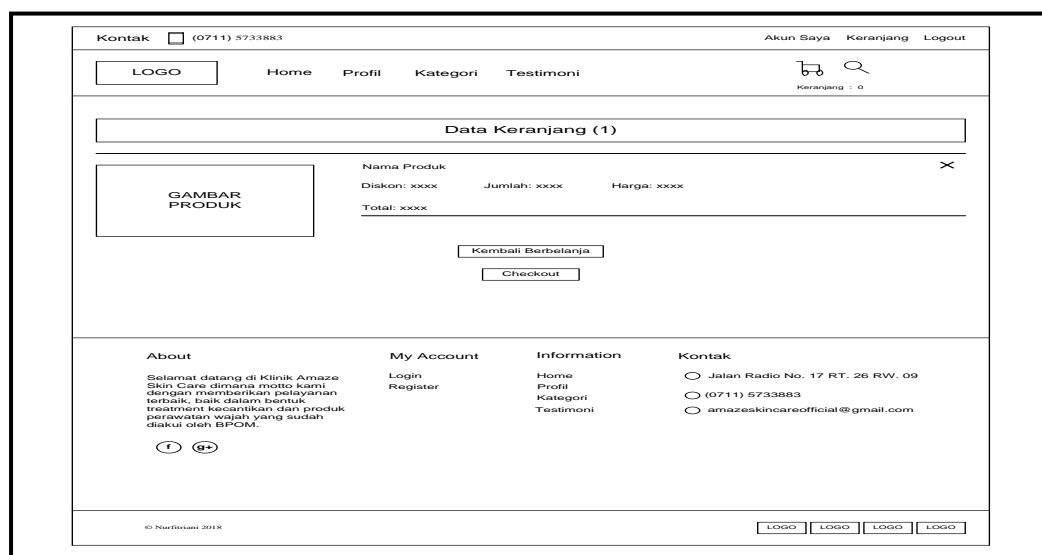 Kontak (0711) 5733883 Akun Saya Keranjang Logout
LOGO Home Profil Kategori Testimoni
Keranjang : 0
Data Keranjang (1)
GAMBAR
PRODUK
Nama Produk
Diskon: xxxx Jumlah: xxxx Harga: xxxx
Total: xxxx
Kembali Berbelanja
Checkout
About
Selamat datang di Klinik Amaze
Skin Care dimana motto kami
dengan memberikan pelayanan
terbaik, baik dalam bentuk
treatment kecantikan dan produk
perawatan wajah yang sudah
diakui oleh BPOM.
f g+
My Account
Login
Register
Information
Home
Profil
Kategori
Testimoni
Kontak
Jalan Radio No. 17 RT. 26 RW. 09
(0711) 5733883
amazeskincareofficial@gmail.com
© Nurfitriani 2018
LOGO LOGO LOGO LOGO